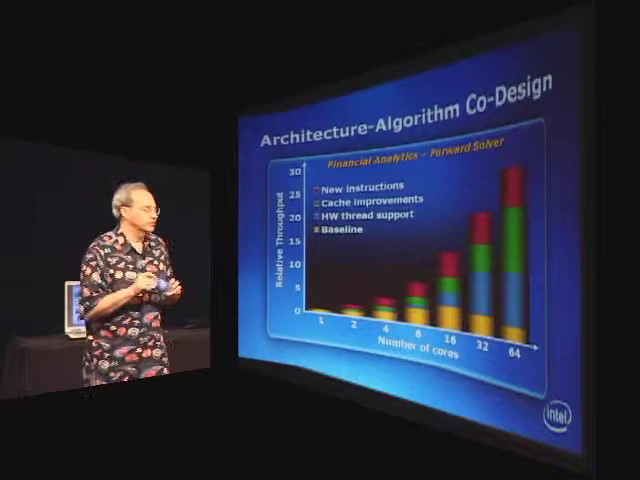 Architecture-Algorithm Co-Design
Financial Analytics – Forward Solver
Relative Throughput
30
25
20
15
10
5
0
New instructions
Cache improvements
HW thread support
Baseline
1 2 4 8 16 32 64
Number of cores
intel